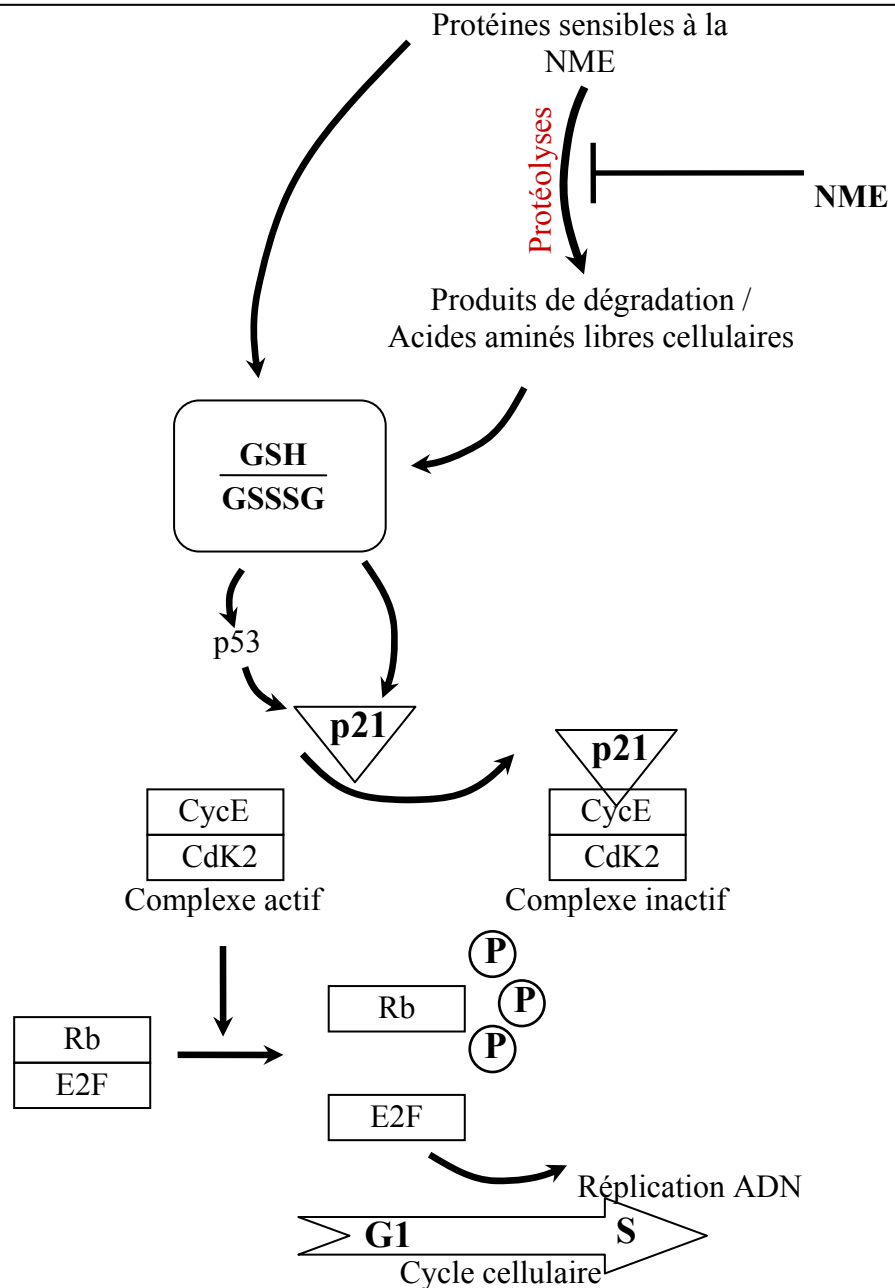 Protéines sensibles à la
NME
Protéolyses
NME
Produits de dégradation /
Acides aminés libres cellulaires
GSH
GSSSG
p53
p21
p21
CycE
CdK2
Complexe actif
CycE
CdK2
Complexe inactif
P
P
P
Rb
Rb
E2F
E2F
Réplication ADN
G1
S
Cycle cellulaire